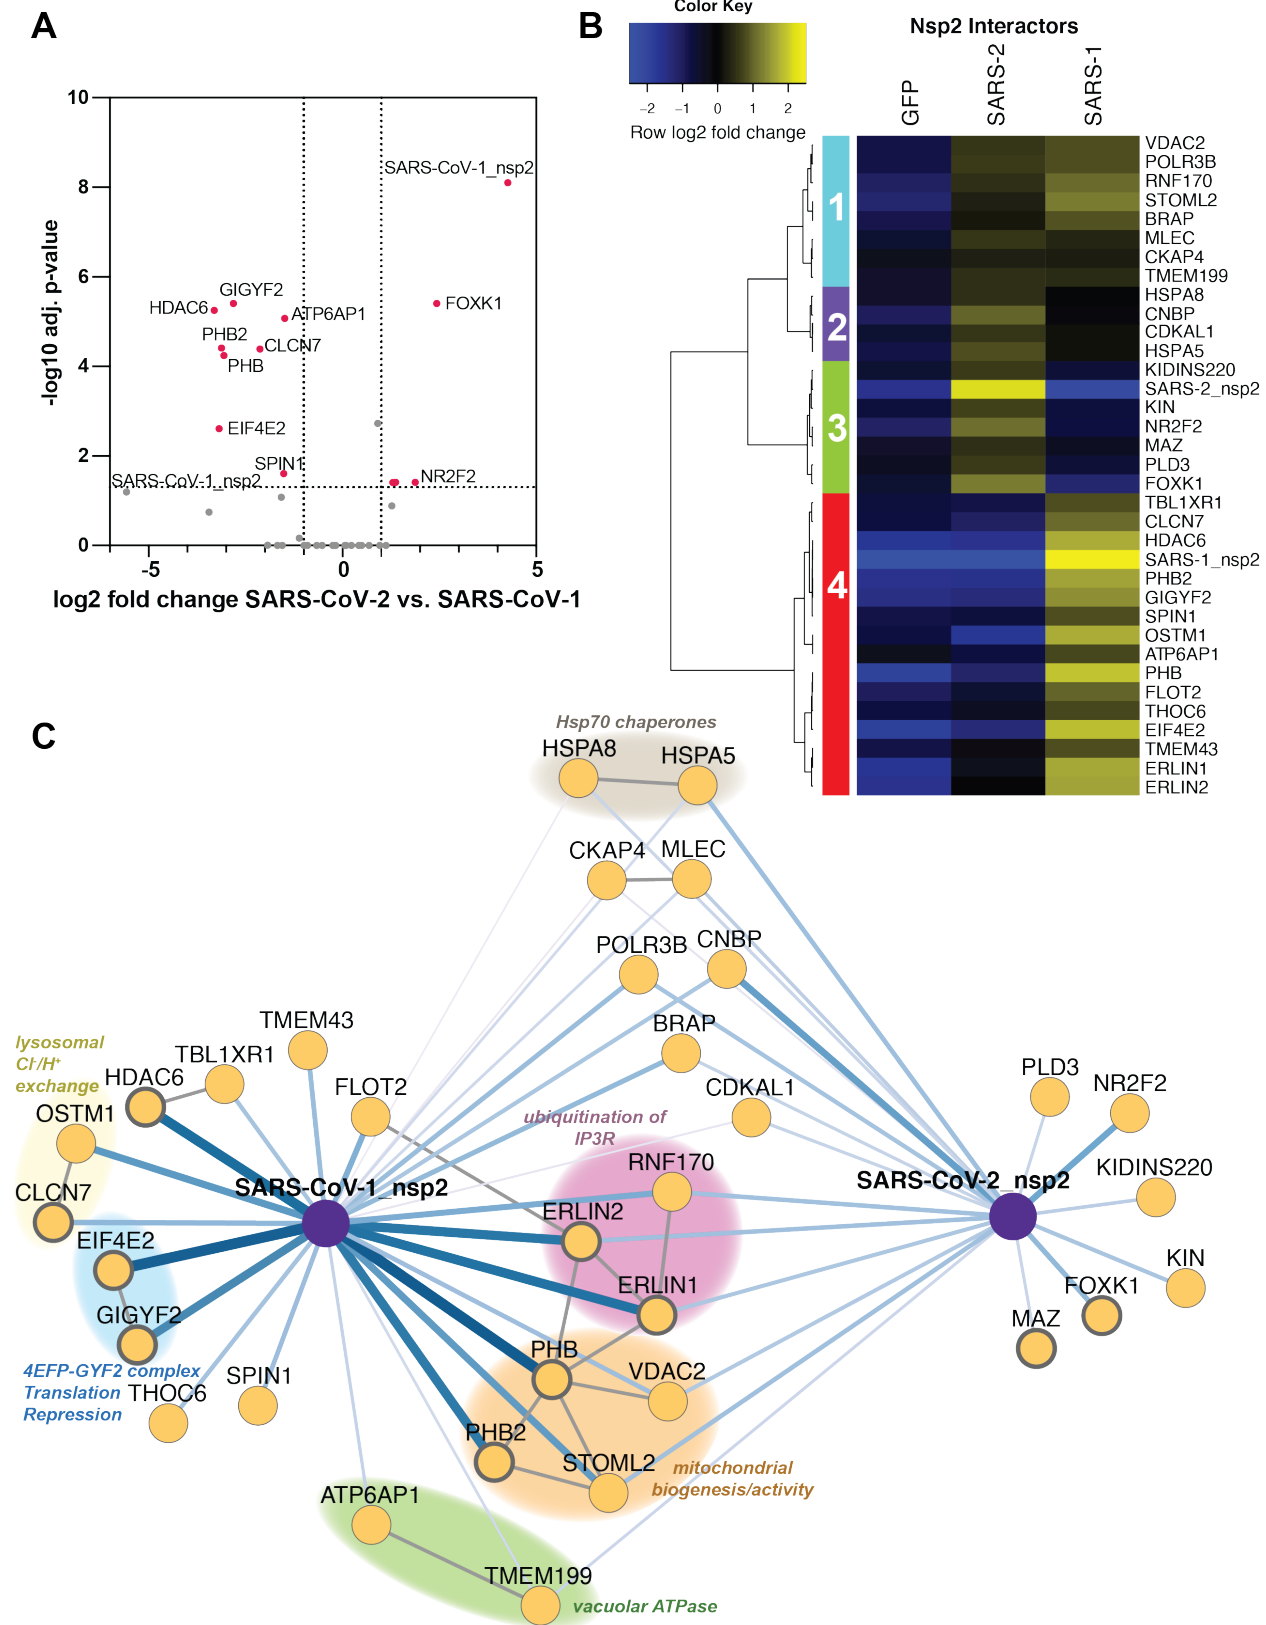 A
10
8
6
4
2
0
-log10 adj. p-value
SARS-CoV-1_nsp2
GIGYF2
HDAC6
ATP6AP1
FOXK1
PHB2
CLCN7
PHB
EIF4E2
SPIN1
SARS-CoV-1_nsp2
NR2F2
-5
0
5
log2 fold change SARS-CoV-2 vs. SARS-CoV-1
B
Color Key
−2 −1 0 1 2
Row log2 fold change
Nsp2 Interactors
GFP
SARS-2
SARS-1
1
2
3
4
VDAC2
POLR3B
RNF170
STOML2
BRAP
MLEC
CKAP4
TMEM199
HSPA8
CNBP
CDKAL1
HSPA5
KIDINS220
SARS-2_nsp2
KIN
NR2F2
MAZ
PLD3
FOXK1
TBL1XR1
CLCN7
HDAC6
SARS-1_nsp2
PHB2
GIGYF2
SPIN1
OSTM1
ATP6AP1
PHB
FLOT2
THOC6
EIF4E2
TMEM43
ERLIN1
ERLIN2
C
Hsp70 chaperones
HSPA8
HSPA5
CKAP4
MLEC
POLR3B
CNBP
BRAP
CDKAL1
TMEM43
TBL1XR1
FLOT2
lysosomal
Cl-/H+
exchange
HDAC6
OSTM1
CLCN7
SARS-CoV-1_nsp2
EIF4E2
GIGYF2
4EFP-GYF2 complex
Translation
Repression
THOC6
SPIN1
ubiquitination of
IP3R
RNF170
ERLIN2
ERLIN1
PHB
VDAC2
PHB2
STOML2
mitochondrial
biogenesis/activity
ATP6AP1
TMEM199
vacuolar ATPase
SARS-CoV-2_nsp2
PLD3
NR2F2
KIDINS220
KIN
FOXK1
MAZ